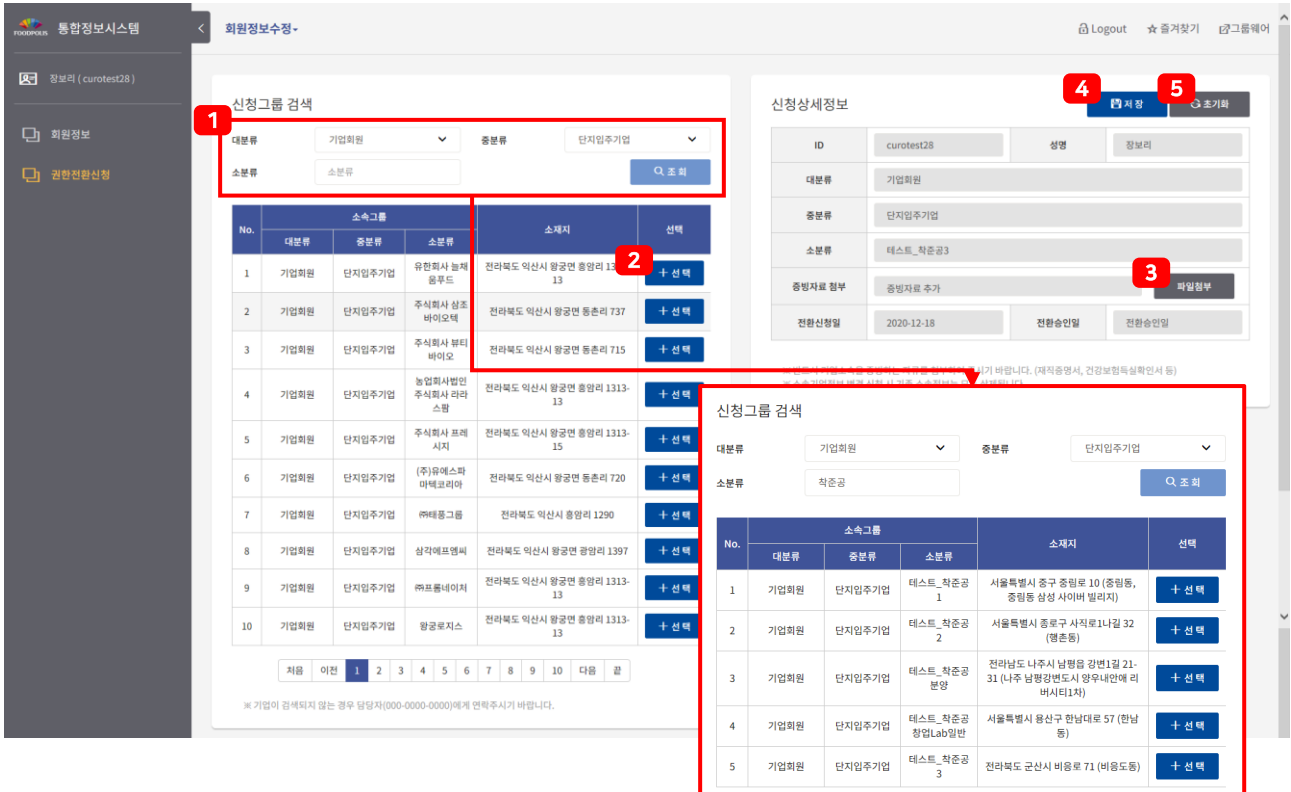 FOODPOLIS 통합정보시스템
회원정보수정
Logout 즐겨찾기 그룹웨어
장보리 ( curotest28 )
회원정보
권한전환신청
신청그룹 검색
1
대분류 기업회원 중분류 단지입주기업
소분류 소분류 조 회
No. 소속그룹 소재지 선택
대분류 중분류 소분류
2
1 기업회원 단지입주기업 유한회사 늘채 전라북도 익산시 왕궁면 흥암리 + 선 택
움푸드 13
2 기업회원 단지입주기업 주식회사 삼조 전라북도 익산시 왕궁면 동촌리 737 + 선 택
바이오텍
3 기업회원 단지입주기업 주식회사 뷰티 전라북도 익산시 왕궁면 동촌리 715 + 선 택
바이오
4 기업회원 단지입주기업 농업회사법인 전라북도 익산시 왕궁면 흥암리 1313- + 선 택
주식회사 라라 13
스팜
5 기업회원 단지입주기업 주식회사 프레 전라북도 익산시 왕궁면 흥암리 1313- + 선 택
시지 15
6 기업회원 단지입주기업 (주)유에스파 전라북도 익산시 왕궁면 동촌리 720 + 선 택
마텍코리아
7 기업회원 단지입주기업 ㈜태풍그룹 전라북도 익산시 흥암리 1290 + 선 택
8 기업회원 단지입주기업 삼각에프엠씨 전라북도 익산시 왕궁면 광암리 1397 + 선 택
9 기업회원 단지입주기업 ㈜프롬네이처 전라북도 익산시 왕궁면 흥암리 1313- + 선 택
13
10 기업회원 단지입주기업 왕궁로지스 전라북도 익산시 왕궁면 흥암리 1313- + 선 택
13
처음 이전 1 2 3 4 5 6 7 8 9 10 다음 끝
※ 기업이 검색되지 않는 경우 담당자(000-0000-0000)에게 연락주시기 바랍니다.
신청상세정보
4 저 장 5 초기화
ID curotest28 성명 장보리
대분류 기업회원
중분류 단지입주기업
소분류 테스트_착준공3
3
증빙자료 첨부 증빙자료 추가 파일첨부
전환신청일 2020-12-18 전환승인일 전환승인일
바랍니다. (재직증명서, 건강보험득실확인서 등)
신청그룹 검색
대분류 기업회원 중분류 단지입주기업
소분류 착준공 조 회
No. 소속그룹 소재지 선택
대분류 중분류 소분류
1 기업회원 단지입주기업 테스트_착준공 서울특별시 중구 중림로 10 (중림동, + 선 택
1 중림동 삼성 사이버 빌리지)
2 기업회원 단지입주기업 테스트_착준공 서울특별시 종로구 사직로1나길 32 + 선 택
2 (행촌동)
3 기업회원 단지입주기업 테스트_착준공 전라남도 나주시 남평읍 강변1길 21- + 선 택
분양 31 (나주 남평강변도시 양우내안애 리
버시티1차)
4 기업회원 단지입주기업 테스트_착준공 서울특별시 용산구 한남대로 57 (한남 + 선 택
창업Lab일반 동)
5 기업회원 단지입주기업 테스트_착준공 전라북도 군산시 비응로 71 (비응도동) + 선 택
3